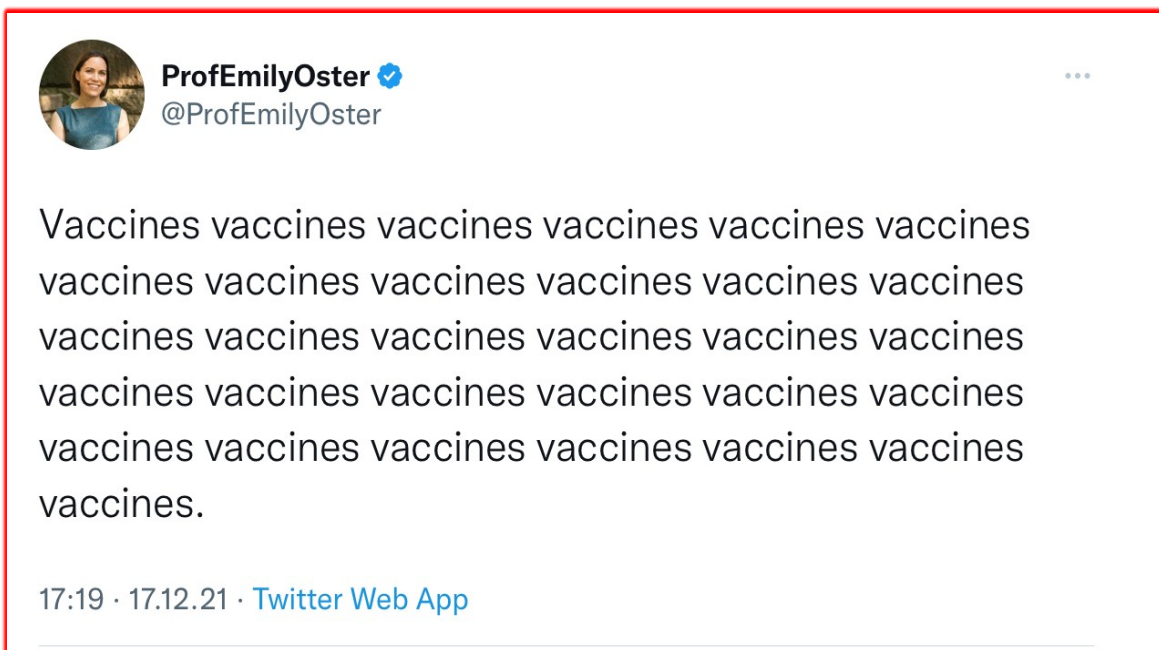 ProfEmilyOster
@ProfEmilyOster
Vaccines vaccines vaccines vaccines vaccines vaccines
vaccines vaccines vaccines vaccines vaccines vaccines
vaccines vaccines vaccines vaccines vaccines vaccines
vaccines vaccines vaccines vaccines vaccines vaccines
vaccines vaccines vaccines vaccines vaccines vaccines
vaccines.
17:19 · 17.12.21 · Twitter Web App